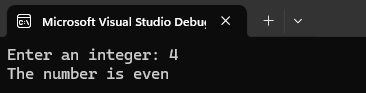 Microsoft Visual Studio Debug
Enter an integer: 4
The number is even